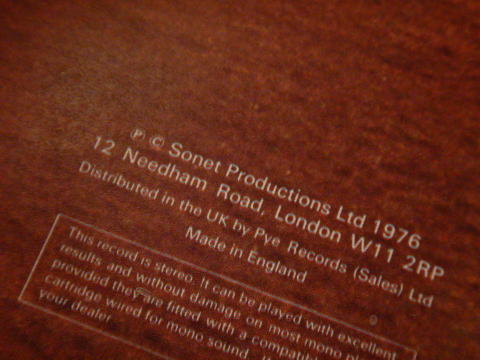 ℗ © Sonet Productions Ltd 1976
12 Needham Road, London W11 2RP
Distributed in the UK by Pye Records (Sales) Ltd
Made in England
This record is stereo. It can be played with excellent
results and without damage on most mono
provided they are fitted with a
cartridge wired for mono sound
your dealer